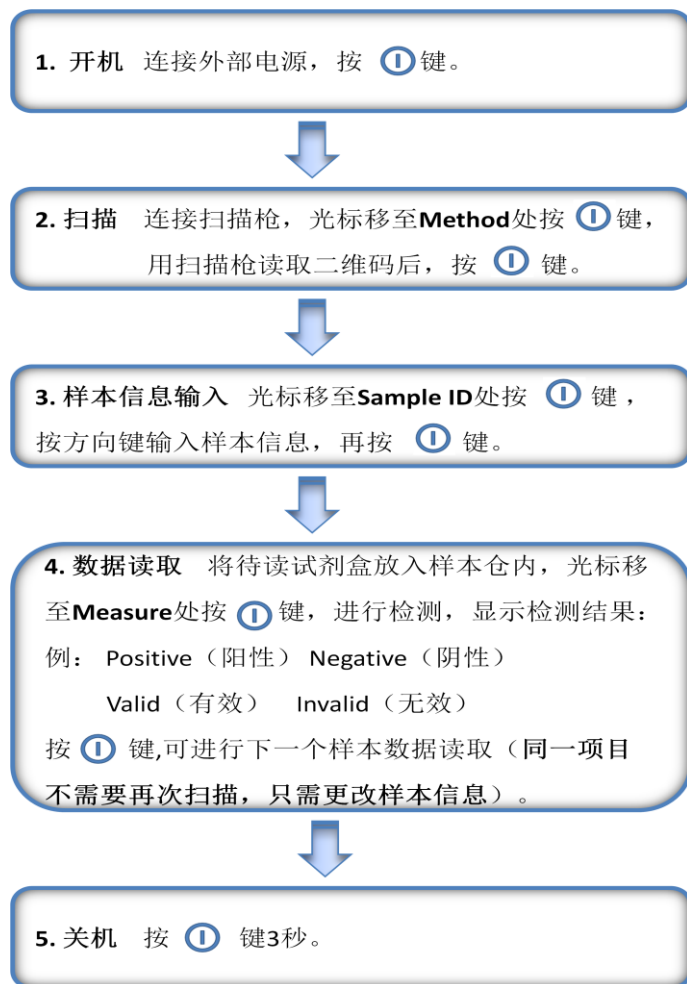 1. 开机 连接外部电源，按 键。
2. 扫描 连接扫描枪，光标移至Method处按 键，
用扫描枪读取二维码后，按 键。
3. 样本信息输入 光标移至Sample ID处按 键，
按方向键输入样本信息，再按 键。
4. 数据读取 将待读试剂盒放入样本仓内，光标移
至Measure处按 键，进行检测，显示检测结果：
例： Positive（阳性） Negative（阴性）
Valid（有效） Invalid（无效）
按 键,可进行下一个样本数据读取（同一项目
不需要再次扫描，只需更改样本信息）。
5. 关机 按 键3秒。